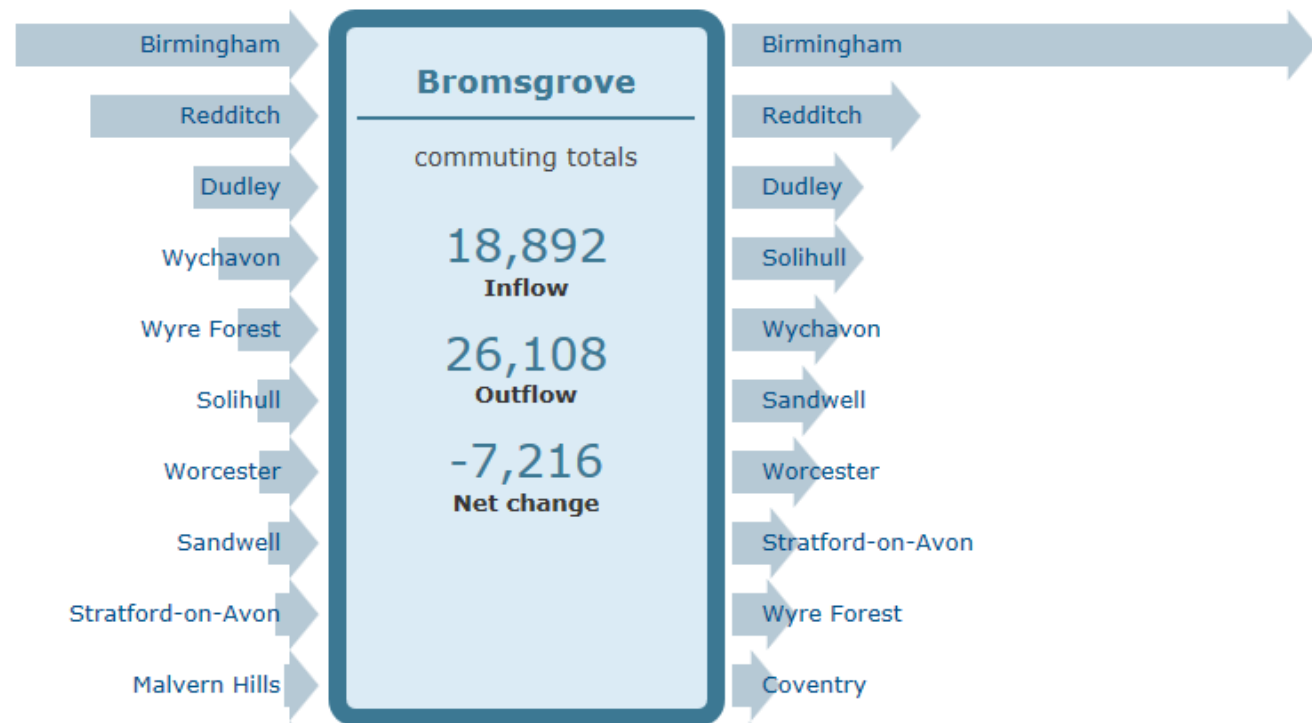 Birmingham
Redditch
Dudley
Wychavon
Wyre Forest
Solihull
Worcester
Sandwell
Stratford-on-Avon
Malvern Hills
Bromsgrove
commuting totals
18,892
Inflow
26,108
Outflow
-7,216
Net change
Birmingham
Redditch
Dudley
Solihull
Wychavon
Sandwell
Worcester
Stratford-on-Avon
Wyre Forest
Coventry